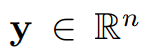 𝐲 ∈ ℝⁿ